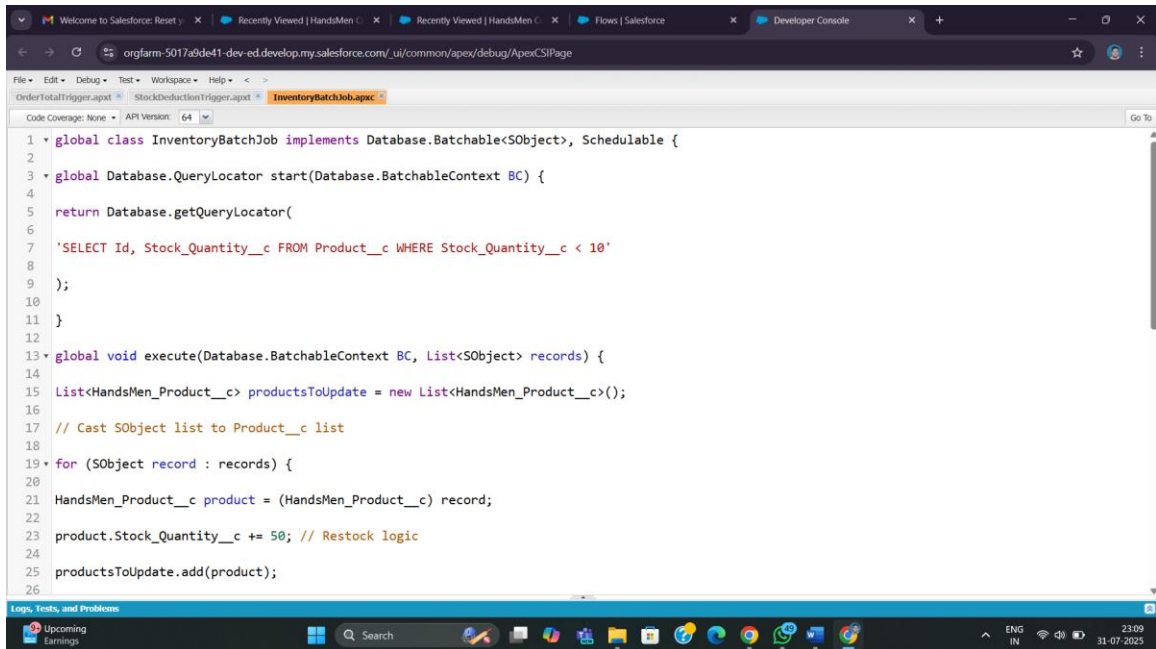 Welcome to Salesforce: Reset y
Recently Viewed | HandsMen C
Recently Viewed | HandsMen C
Flows | Salesforce
Developer Console
orgfarm-5017a9de41-dev-ed.develop.my.salesforce.com/_ui/common/apex/debug/ApexCSIPage
File Edit Debug Test Workspace Help < >
OrderTotalTrigger.apxt StockDeductionTrigger.apxt InventoryBatchJob.apxc
Code Coverage: None API Version: 64 Go To
1 global class InventoryBatchJob implements Database.Batchable<SObject>, Schedulable {
2
3 global Database.QueryLocator start(Database.BatchableContext BC) {
4
5 return Database.getQueryLocator(
6
7 'SELECT Id, Stock_Quantity__c FROM Product__c WHERE Stock_Quantity__c < 10'
8
9 );
10
11 }
12
13 global void execute(Database.BatchableContext BC, List<SObject> records) {
14
15 List<HandsMen_Product__c> productsToUpdate = new List<HandsMen_Product__c>();
16
17 // Cast SObject list to Product__c list
18
19 for (SObject record : records) {
20
21 HandsMen_Product__c product = (HandsMen_Product__c) record;
22
23 product.Stock_Quantity__c += 50; // Restock logic
24
25 productsToUpdate.add(product);
26
Logs, Tests, and Problems
9+ Upcoming
Earnings
Search
49
ENG
IN
23:09
31-07-2025